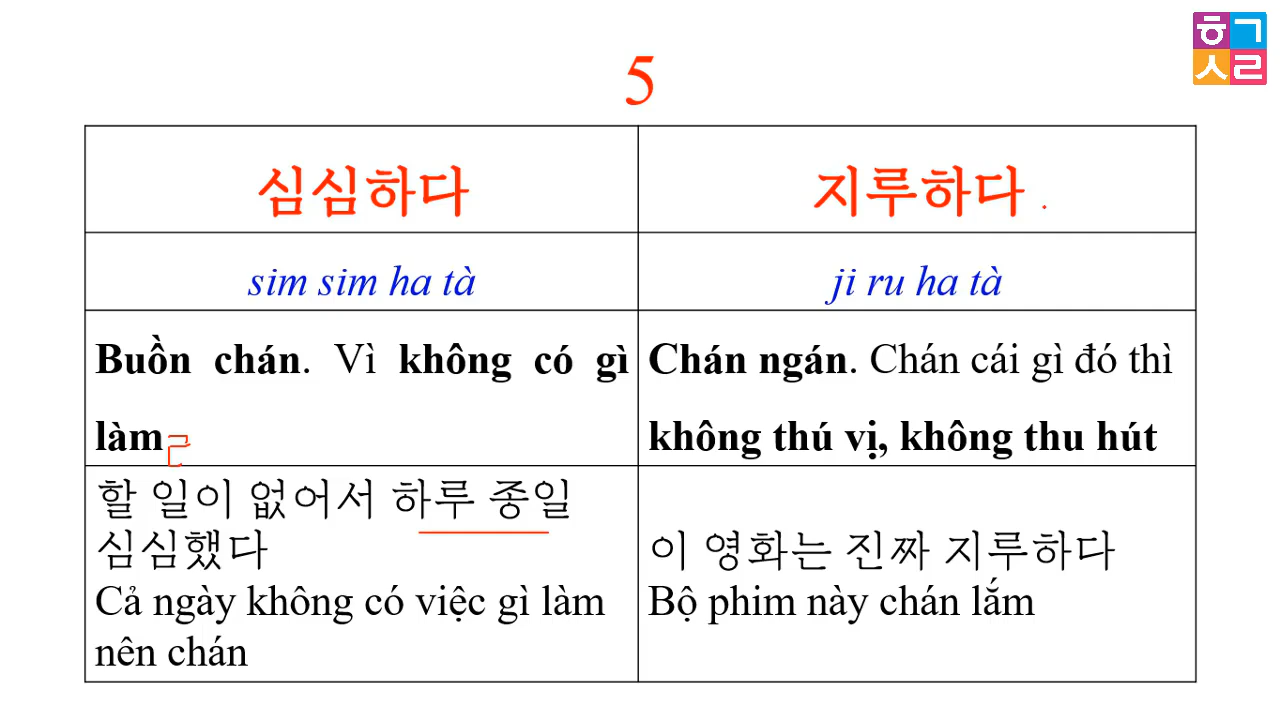 ㅎㄱ
ㅅㄹ
5
심심하다
지루하다
sim sim ha tà
ji ru ha tà
Buồn chán. Vì không có gì
làm
Chán ngán. Chán cái gì đó thì
không thú vị, không thu hút
할 일이 없어서 하루 종일
심심했다
Cả ngày không có việc gì làm
nên chán
이 영화는 진짜 지루하다
Bộ phim này chán lắm